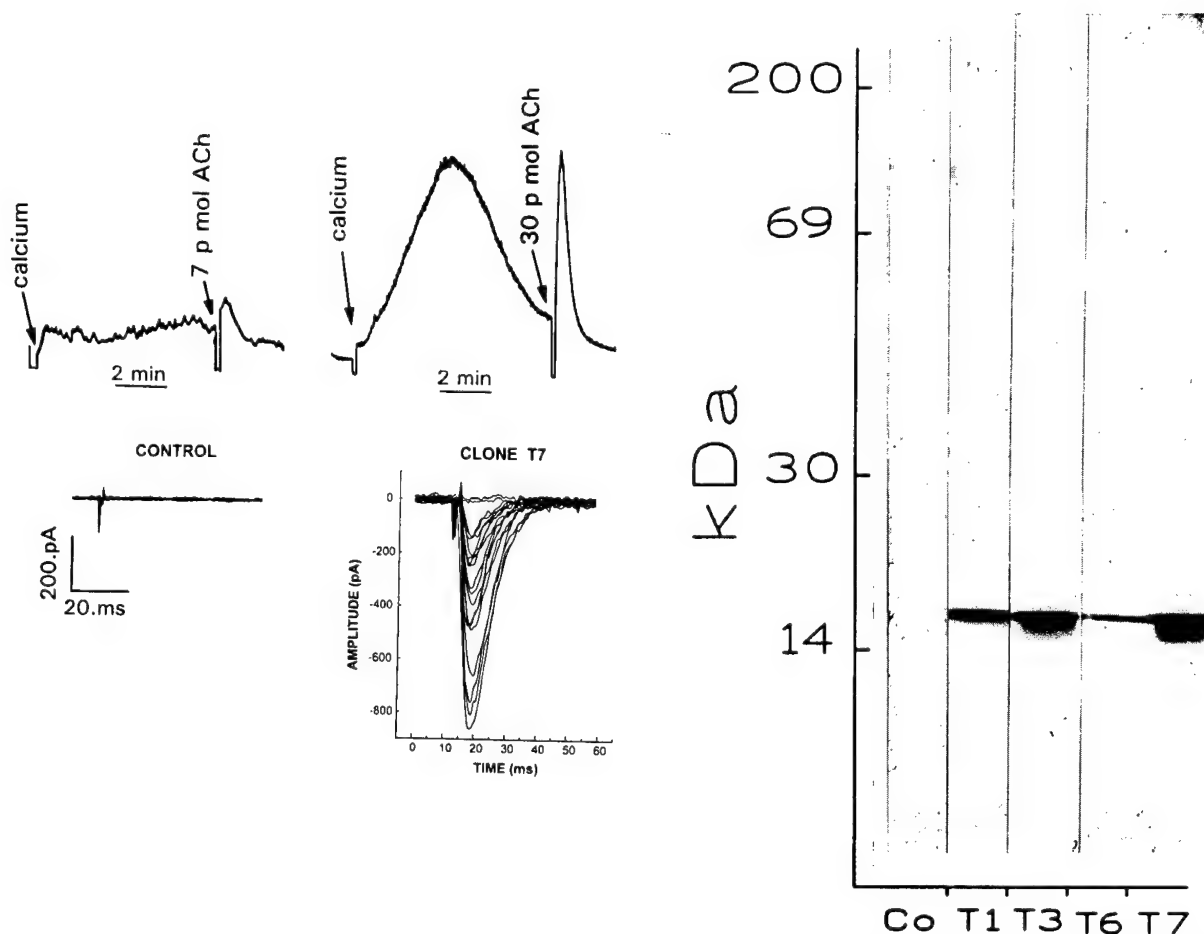 calcium
7 p mol ACh
2 min
calcium
30 p mol ACh
2 min
CONTROL
200.pA
20.ms
CLONE T7
AMPLITUDE (pA)
0
-200
-400
-600
-800
0 10 20 30 40 50 60
TIME (ms)
kDa
200
69
30
14
Co T1 T3 T6 T7